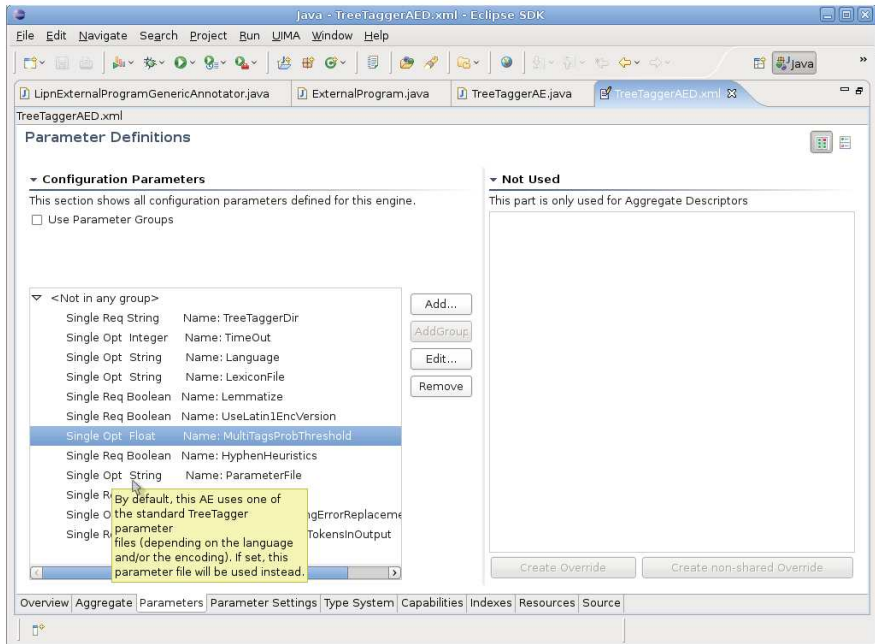 Java - TreeTaggerAED.xml - Eclipse SDK
File Edit Navigate Search Project Run UIMA Window Help
Java
LipnExternalProgramGenericAnnotator.java ExternalProgram.java TreeTaggerAE.java TreeTaggerAED.xml
TreeTaggerAED.xml
Parameter Definitions
Configuration Parameters
This section shows all configuration parameters defined for this engine.
Use Parameter Groups
<Not in any group>
Single Req String Name: TreeTaggerDir
Single Opt Integer Name: TimeOut
Single Opt String Name: Language
Single Opt String Name: LexiconFile
Single Req Boolean Name: Lemmatize
Single Req Boolean Name: UseLatin1EncVersion
Single Opt Float Name: MultiTagsProbThreshold
Single Req Boolean Name: HyphenHeuristics
Single Opt String Name: ParameterFile
Single R
Single O ngErrorReplaceme
Single R TokensInOutput
By default, this AE uses one of
the standard TreeTagger
parameter
files (depending on the language
and/or the encoding). If set, this
parameter file will be used instead.
Add...
AddGroup
Edit...
Remove
Not Used
This part is only used for Aggregate Descriptors
Create Override Create non-shared Override
Overview Aggregate Parameters Parameter Settings Type System Capabilities Indexes Resources Source